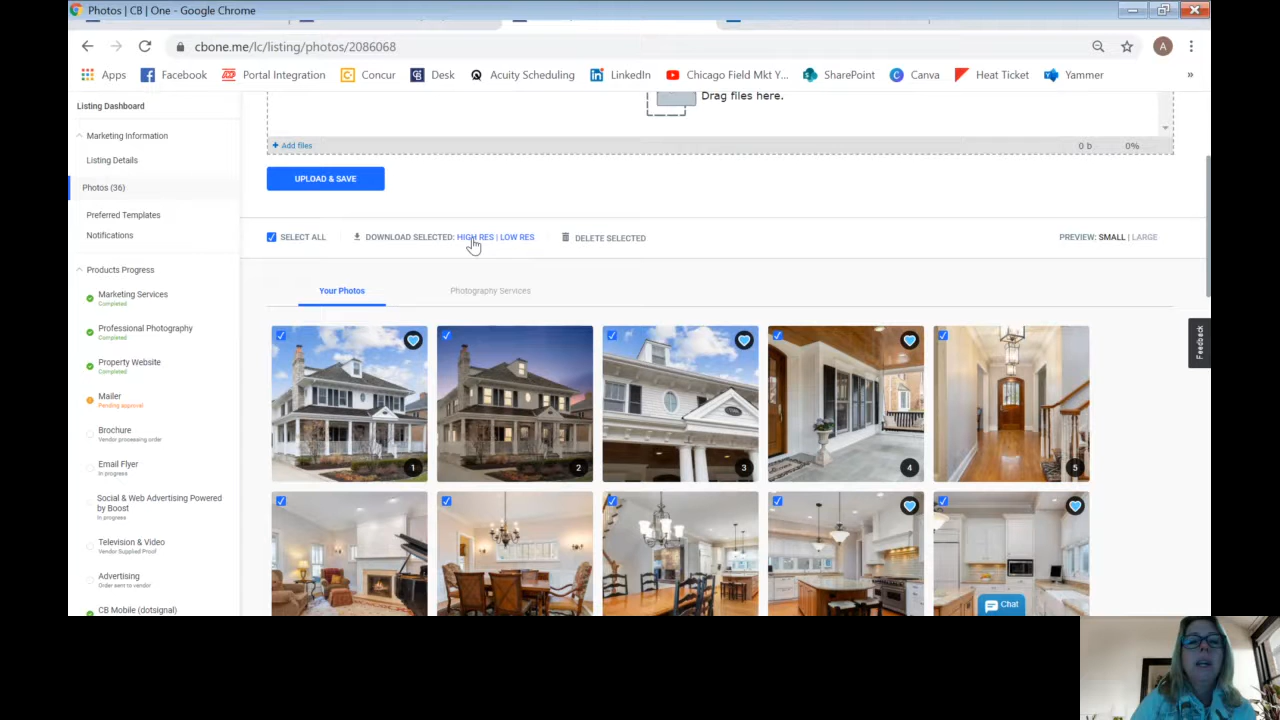 Photos | CB | One - Google Chrome
cbone.me/lc/listing/photos/2086068
A
Apps
Facebook
Portal Integration
Concur
Desk
Acuity Scheduling
LinkedIn
Chicago Field Mkt Y...
SharePoint
Canva
Heat Ticket
Yammer
»
Listing Dashboard
Marketing Information
Listing Details
Photos (36)
Preferred Templates
Notifications
Products Progress
Marketing Services
Completed
Professional Photography
Completed
Property Website
Completed
Mailer
Pending approval
Brochure
Vendor processing order
Email Flyer
In progress
Social & Web Advertising Powered
by Boost
In progress
Television & Video
Vendor Supplied Proof
Advertising
Order sent to vendor
CB Mobile (dotsignal)
Drag files here.
+ Add files
0 b
0%
UPLOAD & SAVE
SELECT ALL
DOWNLOAD SELECTED: HIGH RES | LOW RES
DELETE SELECTED
PREVIEW: SMALL | LARGE
Your Photos
Photography Services
1
2
3
4
5
Feedback
Chat